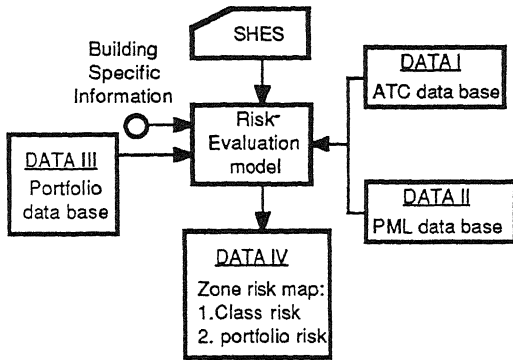 SHES
Building
Specific
Information
DATA I
ATC data base
Risk-
Evaluation
model
DATA III
Portfolio
data base
DATA II
PML data base
DATA IV
Zone risk map:
1.Class risk
2. portfolio risk